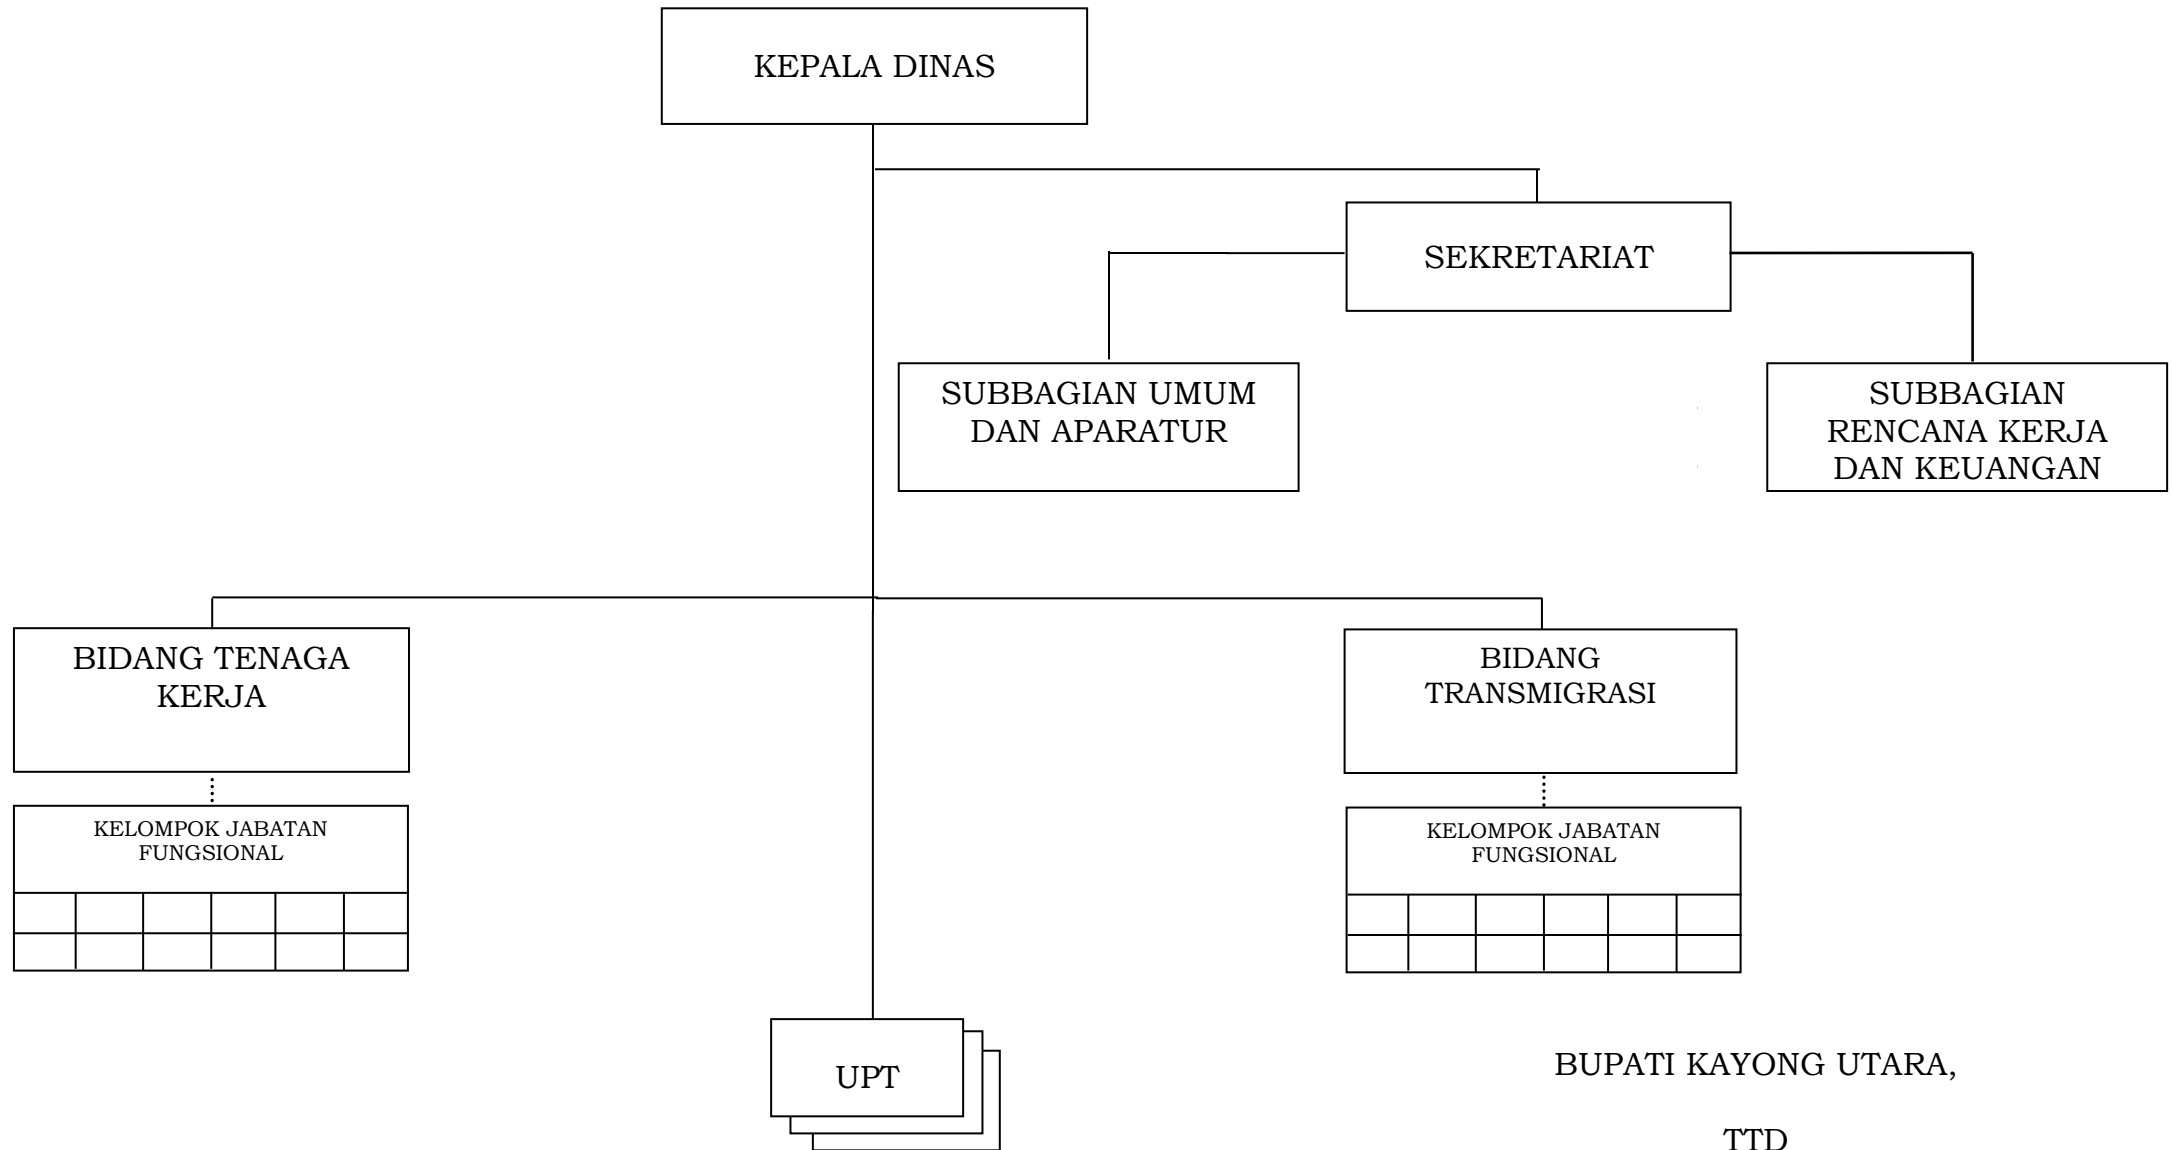 KEPALA DINAS
SEKRETARIAT
SUBBAGIAN UMUM
DAN APARATUR
SUBBAGIAN
RENCANA KERJA
DAN KEUANGAN
BIDANG TENAGA
KERJA
BIDANG
TRANSMIGRASI
KELOMPOK JABATAN
FUNGSIONAL
KELOMPOK JABATAN
FUNGSIONAL
UPT
BUPATI KAYONG UTARA,
TTD